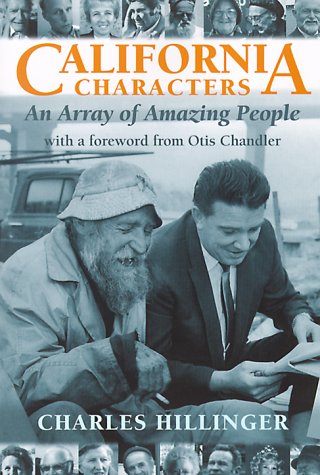 CALIFORNIA
CHARACTERS
An Array of Amazing People
with a foreword from Otis Chandler
CHARLES HILLINGER